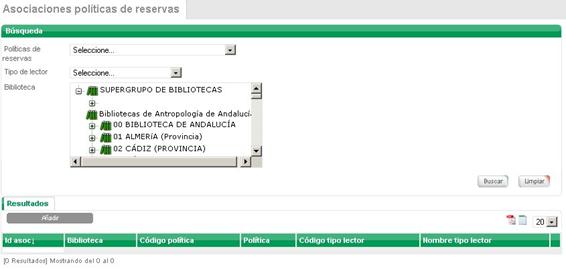 Asociaciones políticas de reservas
Búsqueda
Políticas de reservas
Seleccione...
Tipo de lector
Seleccione...
Biblioteca
SUPERGRUPO DE BIBLIOTECAS
Bibliotecas de Antropología de Andalucí
00 BIBLIOTECA DE ANDALUCÍA
01 ALMERÍA (Provincia)
02 CÁDIZ (PROVINCIA)
Buscar Limpiar
Resultados
Añadir
20
Id asoc↓ Biblioteca Código política Política Código tipo lector Nombre tipo lector
[0 Resultados] Mostrando del 0 al 0